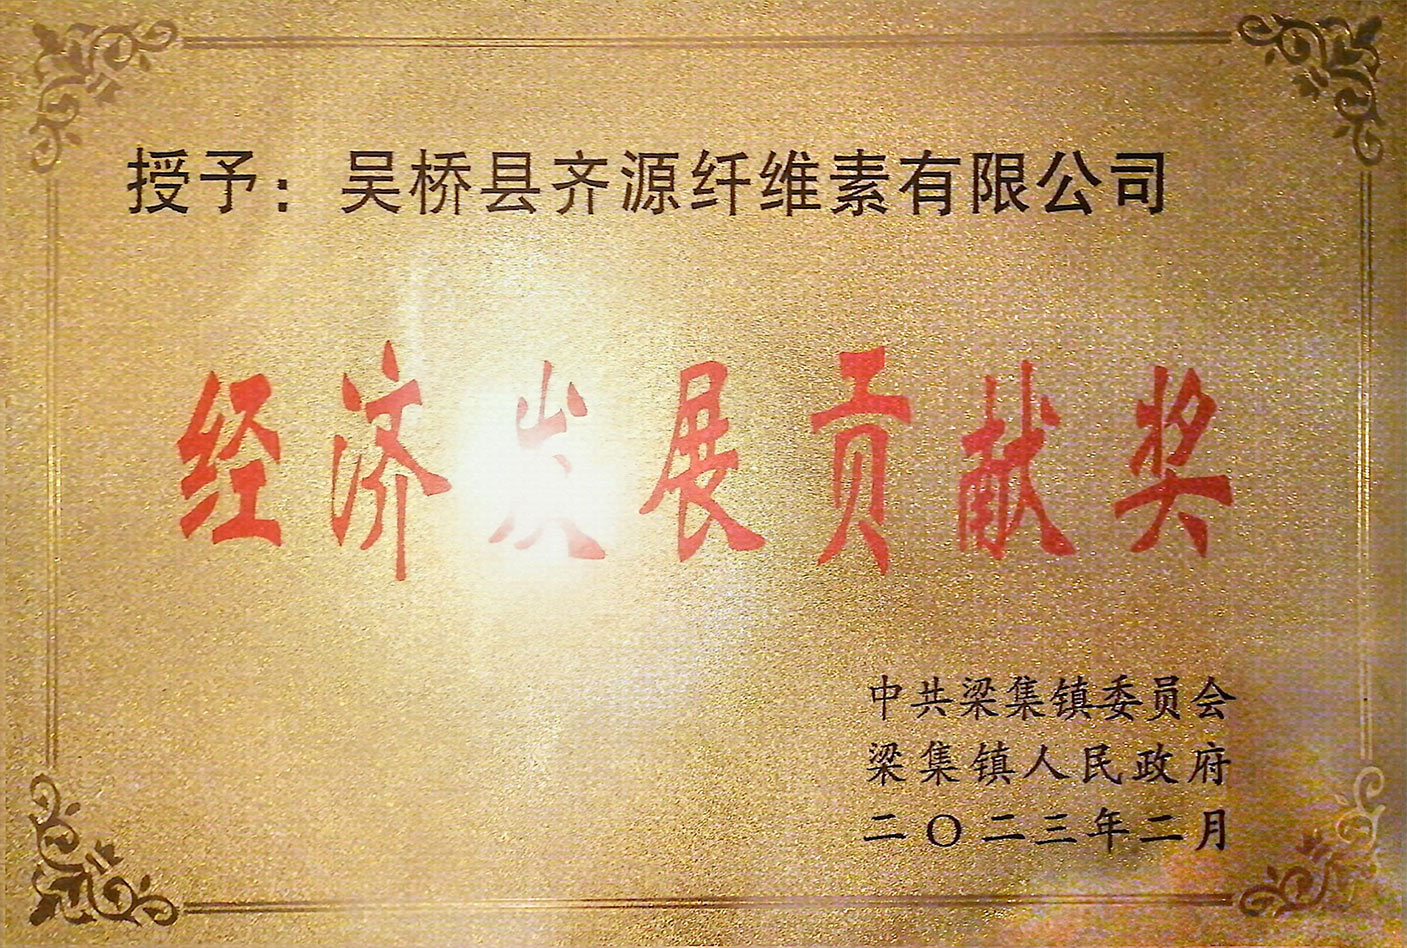 授予：吴桥县齐源纤维素有限公司
经济发展贡献奖
中共梁集镇委员会
梁集镇人民政府
二〇二三年二月